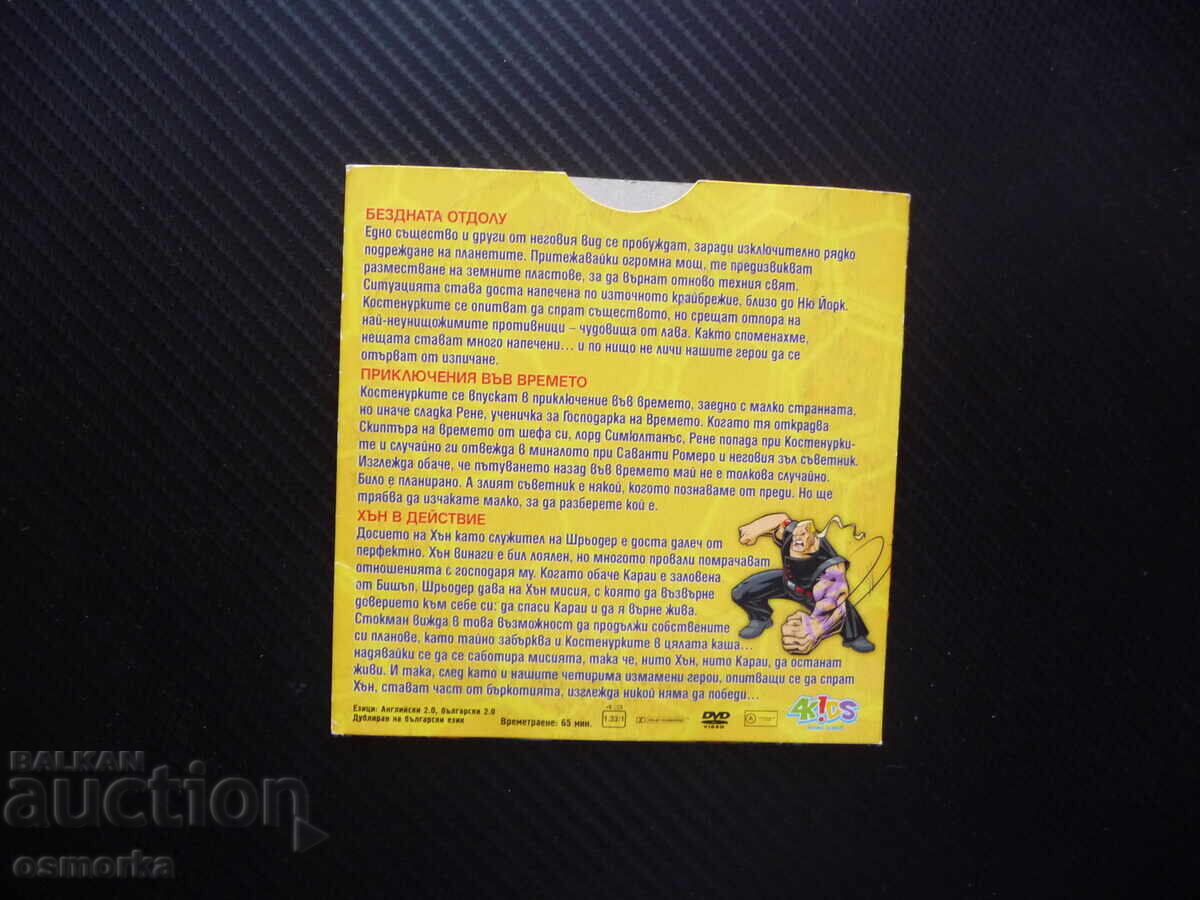 БЕЗДНАТА ОТДОЛУ
Едно същество и други от неговия вид се пробуждат, заради изключително рядко
подреждане на планетите. Притежавайки огромна мощ, те предизвикват
разместване на земните пластове, за да върнат отново техния свят.
Ситуацията става доста напечена по източното крайбрежие, близо до Ню Йорк.
Костенурките се опитват да спрат съществото, но срещат отпора на
най-неунищожимите противници – чудовища от лава. Както споменахме,
нещата стават много напечени... и по нищо не личи нашите герои да се
отърват от изпичане.
ПРИКЛЮЧЕНИЯ ВЪВ ВРЕМЕТО
Костенурките се впускат в приключение във времето, заедно с малко странната,
но иначе сладка Рене, ученичка за Господарка на Времето. Когато тя открадва
Скиптъра на времето от шефа си, лорд Симюлтанъс, Рене попада при Костенурки-
те и случайно ги отвежда в миналото при Саванти Ромеро и неговия зъл съветник.
Изглежда обаче, че пътуването назад във времето май не е толкова случайно.
Било е планирано. А злият съветник е някой, когото познаваме от преди. Но ще
трябва да изчакате малко, за да разберете кой е.
ХЪН В ДЕЙСТВИЕ
Досието на Хън като служител на Шрьодер е доста далеч от
перфектно. Хън винаги е бил лоялен, но многото провали помрачават
отношенията с господаря му. Когато обаче Караи е заловена
от Бишъп, Шрьодер дава на Хън мисия, с която да възвърне
доверието към себе си: да спаси Караи и да я върне жива.
Стокман вижда в това възможност да продължи собствените
си планове, като тайно забърква и Костенурките в цялата каша...
надявайки се да се саботира мисията, така че, нито Хън, нито Караи, да останат
живи. И така, след като и нашите четирима измамени герои, опитващи се да спрат
Хън, стават част от бъркотията, изглежда никой няма да победи...
Езици: Английски 2.0, Български 2.0
Дублиран на български език
Времетраене: 65 мин.
4:3
1.33/1
DVD
VIDEO
A
4K!DS
BALKAN
auction
osmorka